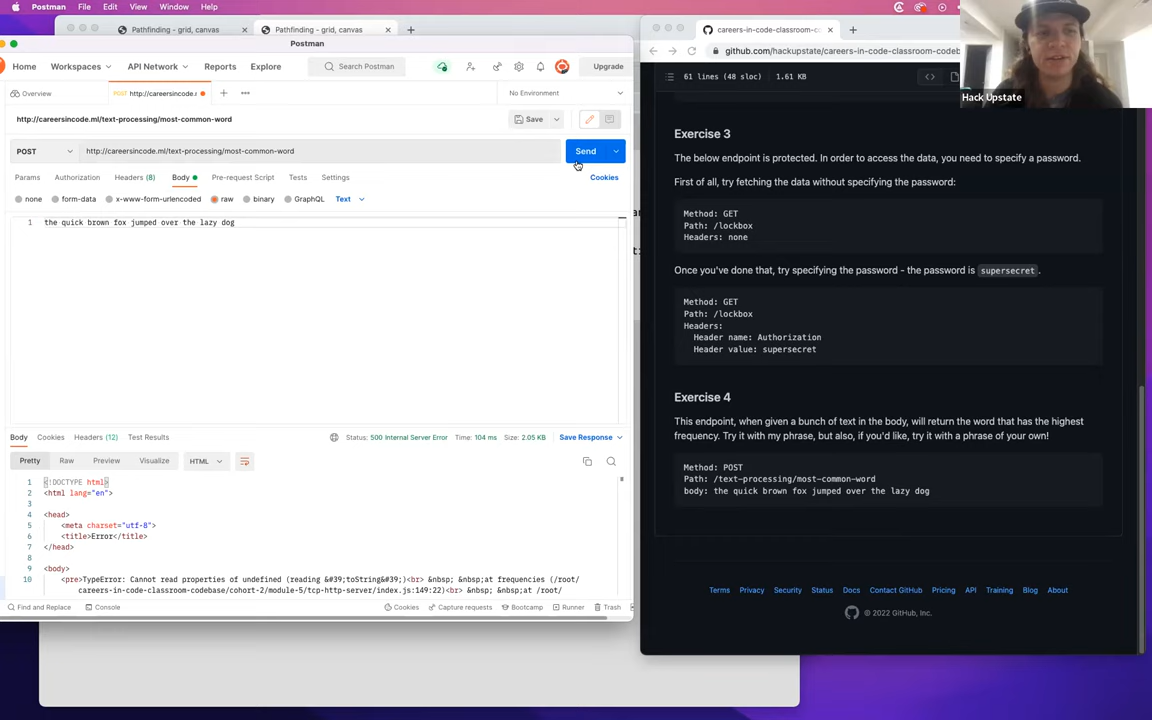 Postman File Edit View Window Help
Pathfinding - grid, canvas
Pathfinding - grid, canvas
Postman
Home Workspaces API Network Reports Explore Search Postman Upgrade
Overview POST http://careersincode.r No Environment
http://careersincode.ml/text-processing/most-common-word Save
POST http://careersincode.ml/text-processing/most-common-word Send
Params Authorization Headers (8) Body Pre-request Script Tests Settings Cookies
none form-data x-www-form-urlencoded raw binary GraphQL Text
1 the quick brown fox jumped over the lazy dog
Body Cookies Headers (12) Test Results Status: 500 Internal Server Error Time: 104 ms Size: 2.05 KB Save Response
Pretty Raw Preview Visualize HTML
1 <!DOCTYPE html>
2 <html lang="en">
3
4 <head>
5 <meta charset="utf-8">
6 <title>Error</title>
7 </head>
8
9 <body>
10 <pre>TypeError: Cannot read properties of undefined (reading &#39;toString&#39;)<br> &nbsp; &nbsp;at frequencies (/root/
careers-in-code-classroom-codebase/cohort-2/module-5/tcp-http-server/index.js:149:22)<br> &nbsp; &nbsp;at /root/
Find and Replace Console Cookies Capture requests Bootcamp Runner Trash
careers-in-code-classroom-cod
github.com/hackupstate/careers-in-code-classroom-codeb
61 lines (48 sloc) 1.61 KB
Hack Upstate
Exercise 3
The below endpoint is protected. In order to access the data, you need to specify a password.
First of all, try fetching the data without specifying the password:
Method: GET
Path: /lockbox
Headers: none
Once you've done that, try specifying the password - the password is supersecret.
Method: GET
Path: /lockbox
Headers:
Header name: Authorization
Header value: supersecret
Exercise 4
This endpoint, when given a bunch of text in the body, will return the word that has the highest
frequency. Try it with my phrase, but also, if you'd like, try it with a phrase of your own!
Method: POST
Path: /text-processing/most-common-word
body: the quick brown fox jumped over the lazy dog
Terms Privacy Security Status Docs Contact GitHub Pricing API Training Blog About
© 2022 GitHub, Inc.